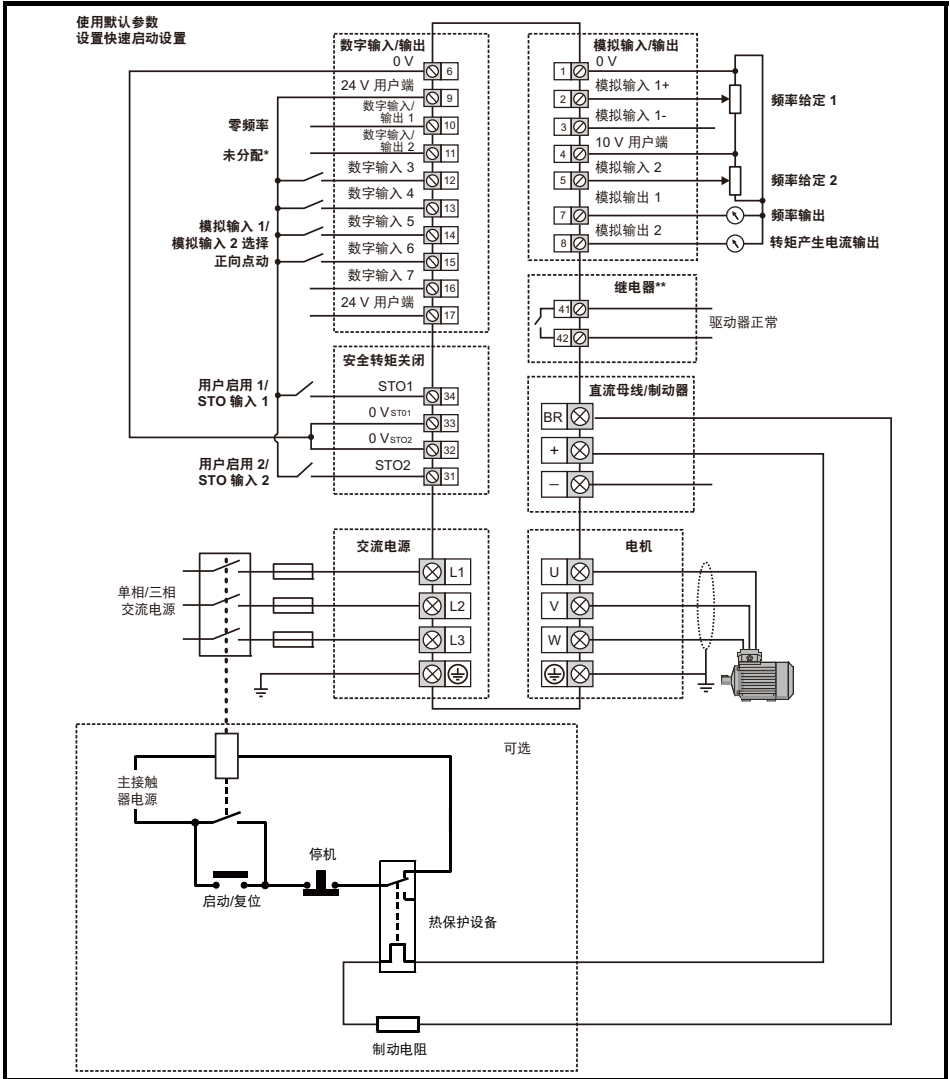 使用默认参数
设置快速启动设置
数字输入/输出
0 V
6
24 V 用户端
9
数字输入/
输出 1
10
零频率
数字输入/
输出 2
11
未分配*
数字输入 3
12
数字输入 4
13
数字输入 5
14
模拟输入 1/
模拟输入 2 选择
数字输入 6
15
正向点动
数字输入 7
16
24 V 用户端
17
模拟输入/输出
1
0 V
2
模拟输入 1+
频率给定 1
3
模拟输入 1-
4
10 V 用户端
5
模拟输入 2
频率给定 2
模拟输出 1
7
频率输出
模拟输出 2
8
转矩产生电流输出
继电器**
41
42
驱动器正常
安全转矩关闭
用户启用 1/
STO 输入 1
STO1
34
0 VSTO1
33
0 VSTO2
32
用户启用 2/
STO 输入 2
STO2
31
直流母线/制动器
BR
+
–
交流电源
单相/三相
交流电源
L1
L2
L3
电机
U
V
W
可选
主接触
器电源
启动/复位
停机
热保护设备
制动电阻